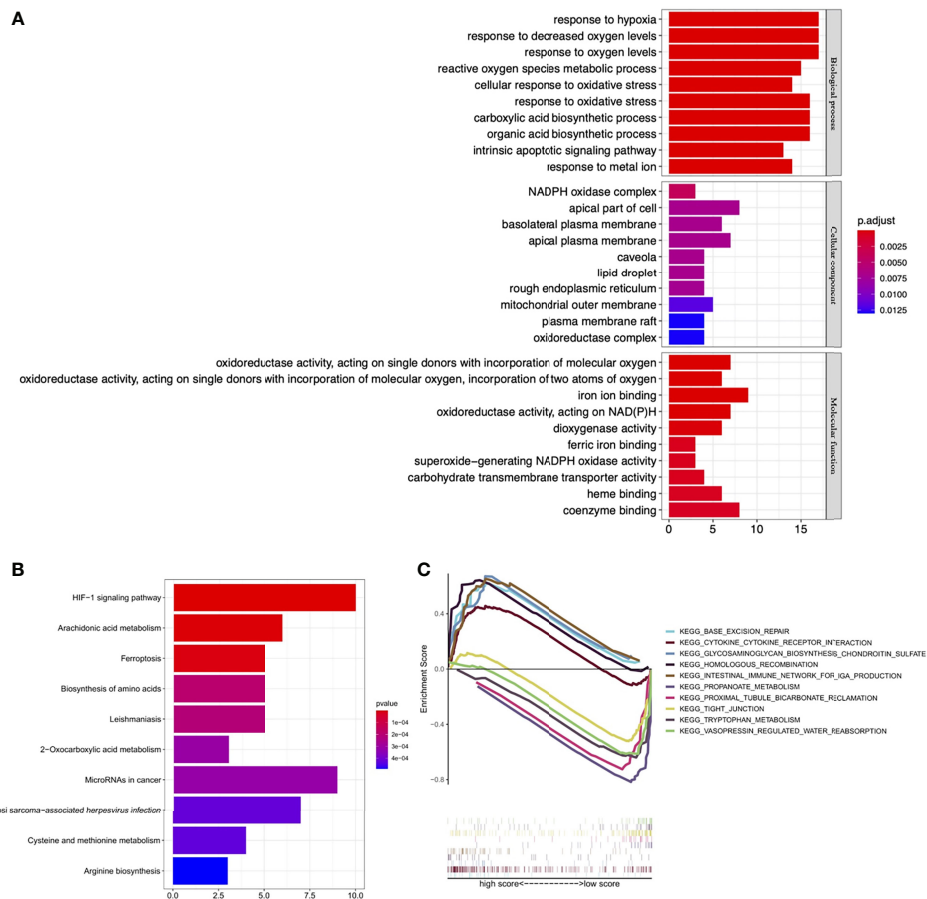 A
response to hypoxia
response to decreased oxygen levels
response to oxygen levels
reactive oxygen species metabolic process
cellular response to oxidative stress
response to oxidative stress
carboxylic acid biosynthetic process
organic acid biosynthetic process
intrinsic apoptotic signaling pathway
response to metal ion
Biological process
NADPH oxidase complex
apical part of cell
basolateral plasma membrane
apical plasma membrane
caveola
lipid droplet
rough endoplasmic reticulum
mitochondrial outer membrane
plasma membrane raft
oxidoreductase complex
Cellular component
oxidoreductase activity, acting on single donors with incorporation of molecular oxygen
oxidoreductase activity, acting on single donors with incorporation of molecular oxygen, incorporation of two atoms of oxygen
iron ion binding
oxidoreductase activity, acting on NAD(P)H
dioxygenase activity
ferric iron binding
superoxide-generating NADPH oxidase activity
carbohydrate transmembrane transporter activity
heme binding
coenzyme binding
Molecular function
0 5 10 15
p.adjust
0.0025
0.0050
0.0075
0.0100
0.0125
B
HIF−1 signaling pathway
Arachidonic acid metabolism
Ferroptosis
Biosynthesis of amino acids
Leishmaniasis
2−Oxocarboxylic acid metabolism
MicroRNAs in cancer
si sarcoma−associated herpesvirus infection
Cysteine and methionine metabolism
Arginine biosynthesis
0.0 2.5 5.0 7.5 10.0
pvalue
1e−04
2e−04
3e−04
4e−04
C
Enrichment Score
0.4
0.0
−0.4
−0.8
high score<----------->low score
KEGG_BASE_EXCISION_REPAIR
KEGG_CYTOKINE_CYTOKINE_RECEPTOR_INTERACTION
KEGG_GLYCOSAMINOGLYCAN_BIOSYNTHESIS_CHONDROITIN_SULFATE
KEGG_HOMOLOGOUS_RECOMBINATION
KEGG_INTESTINAL_IMMUNE_NETWORK_FOR_IGA_PRODUCTION
KEGG_PROPANOATE_METABOLISM
KEGG_PROXIMAL_TUBULE_BICARBONATE_RECLAMATION
KEGG_TIGHT_JUNCTION
KEGG_TRYPTOPHAN_METABOLISM
KEGG_VASOPRESSIN_REGULATED_WATER_REABSORPTION